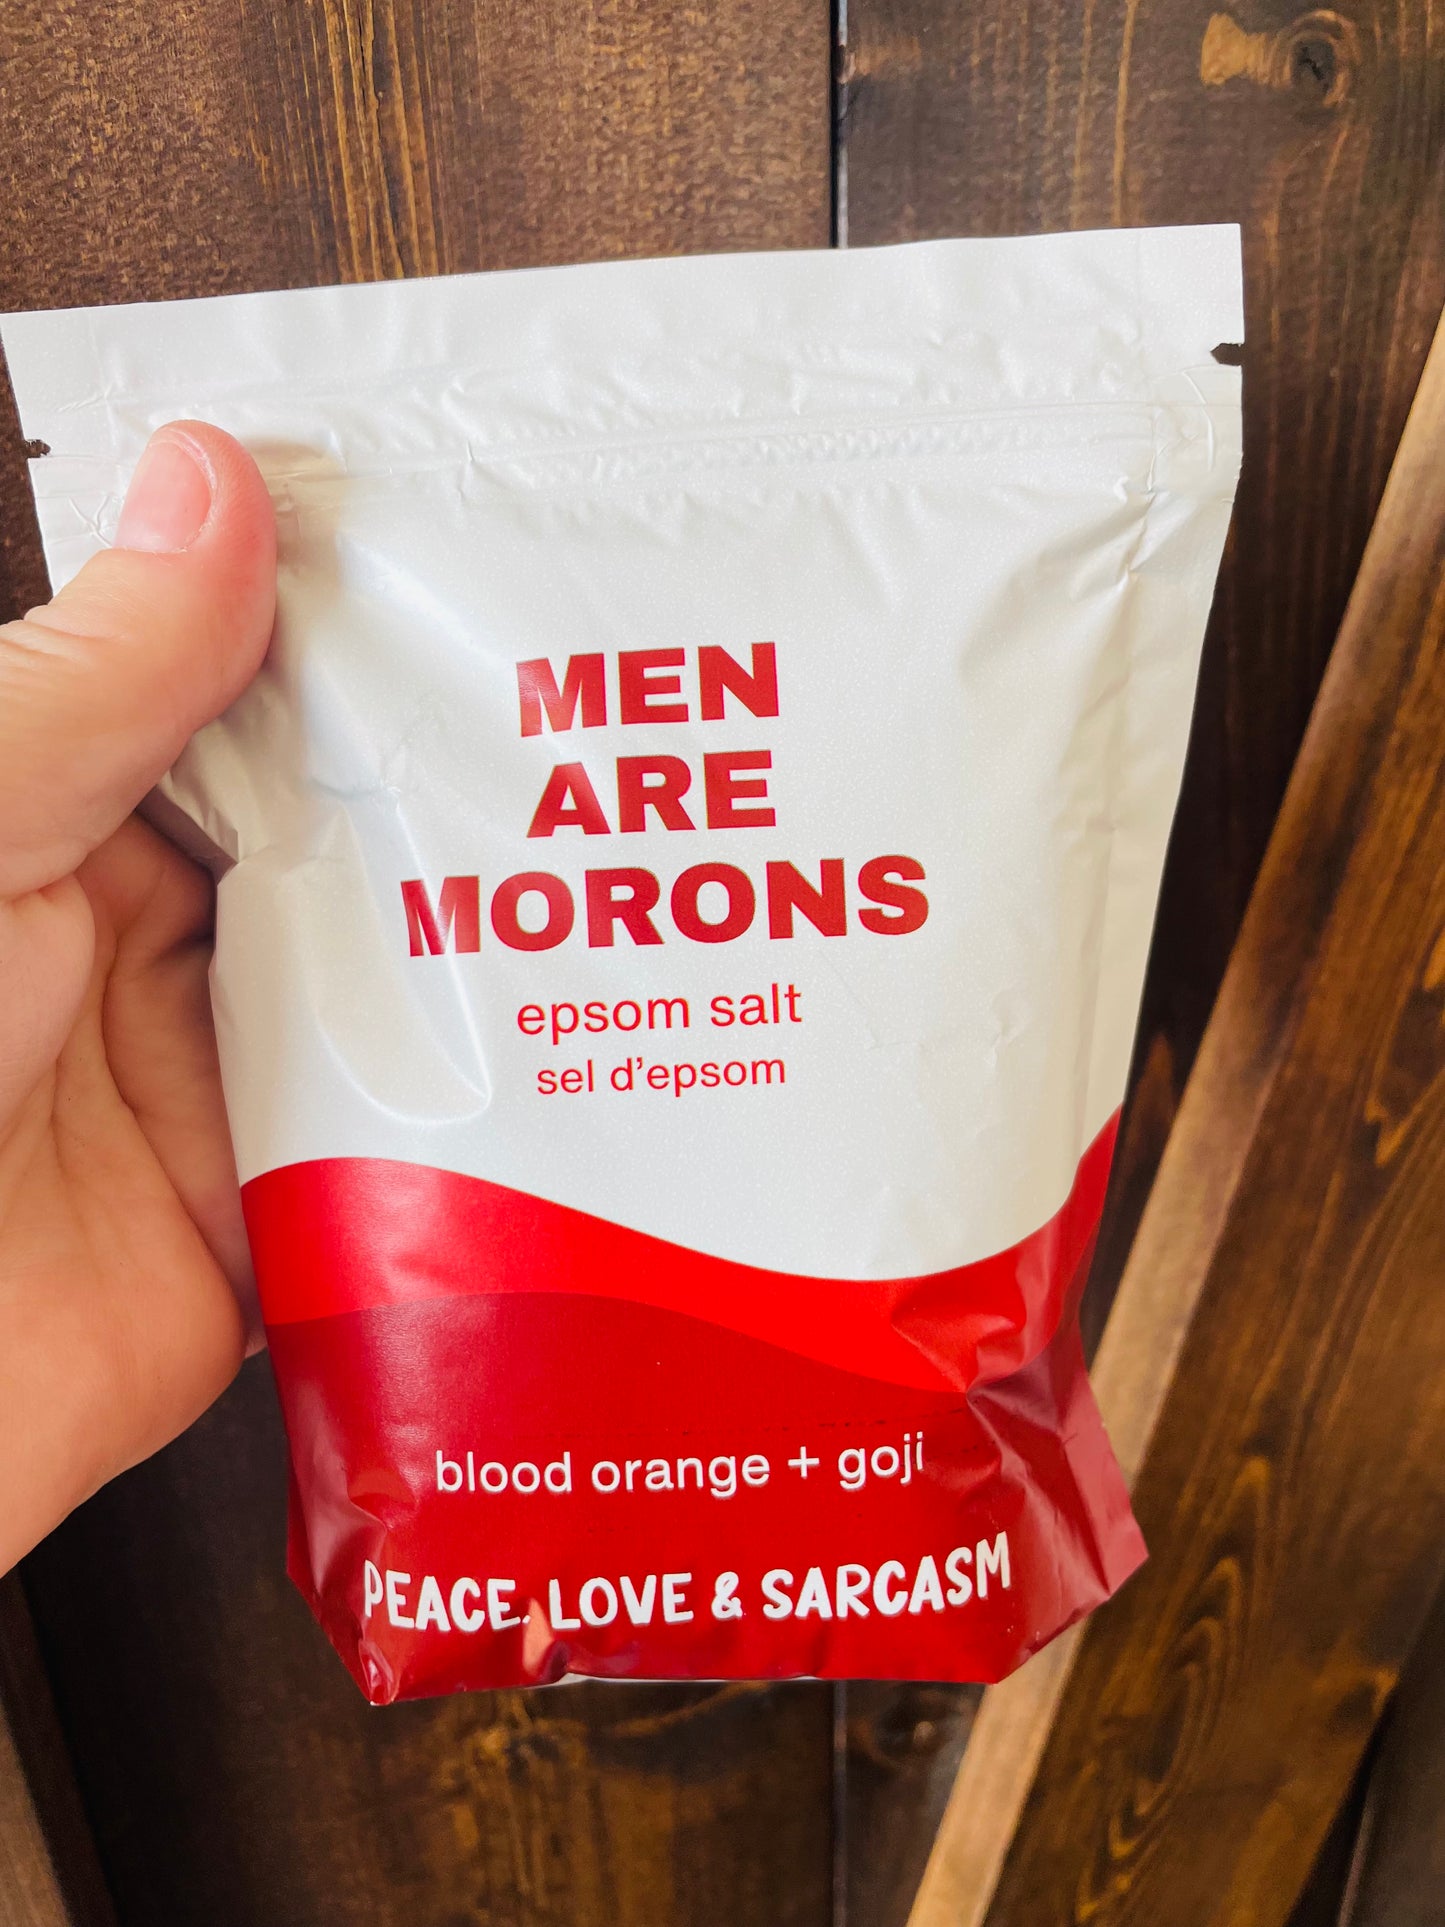 MEN
ARE
MORONS
epsom salt
sel d'epsom
blood orange + goji
PEACE, LOVE & SARCASM